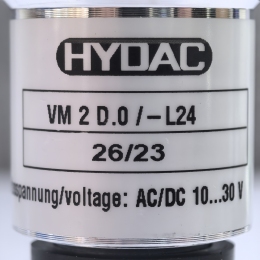 HYDAC
VM 2 D.0 /-L24
26/23
spannung/voltage: AC/DC 10...30 V